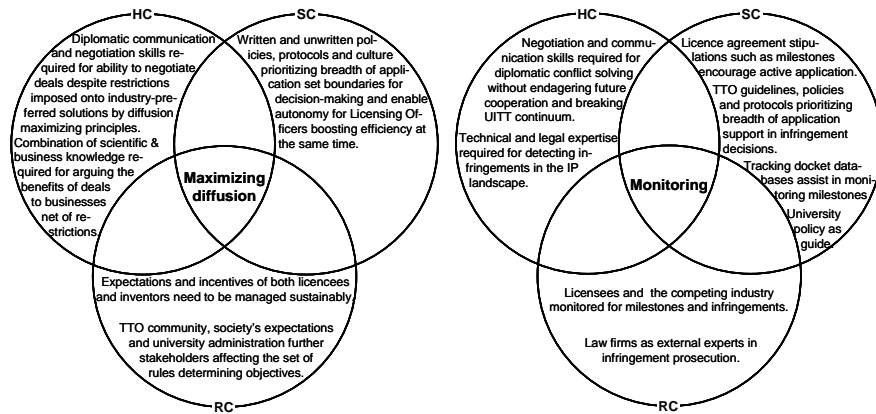 HC
SC
Diplomatic communication
and negotiation skills re-
quired for ability to negotiate
deals despite restrictions
imposed onto industry-pre-
ferred solutions by diffusion
maximizing principles.
Combination of scientific &
business knowledge re-
quired for arguing the
benefits of deals
to businesses
net of re-
strictions.
Written and unwritten pol-
icies, protocols and culture
prioritizing breadth of appli-
cation set boundaries for
decision-making and enable
autonomy for Licensing Of-
ficers boosting efficiency at
the same time.
Maximizing
diffusion
Expectations and incentives of both licencees
and inventors need to be managed sustainably.
TTO community, society's expectations
and university administration further
stakeholders affecting the set of
rules determining objectives.
RC
HC
SC
Negotiation and commu-
nication skills required for
diplomatic conflict solving
without endagering future
cooperation and breaking
UITT continuum.
Technical and legal expertise
required for detecting in-
fringements in the IP
landscape.
Licence agreement stipu-
lations such as milestones
encourage active application.
TTO guidelines, policies
and protocols prioritizing
breadth of application
support in infringement
decisions.
Tracking docket data-
bases assist in moni-
toring milestones
University
policy as
guide.
Monitoring
Licensees and the competing industry
monitored for milestones and infringements.
Law firms as external experts in
infringement prosecution.
RC